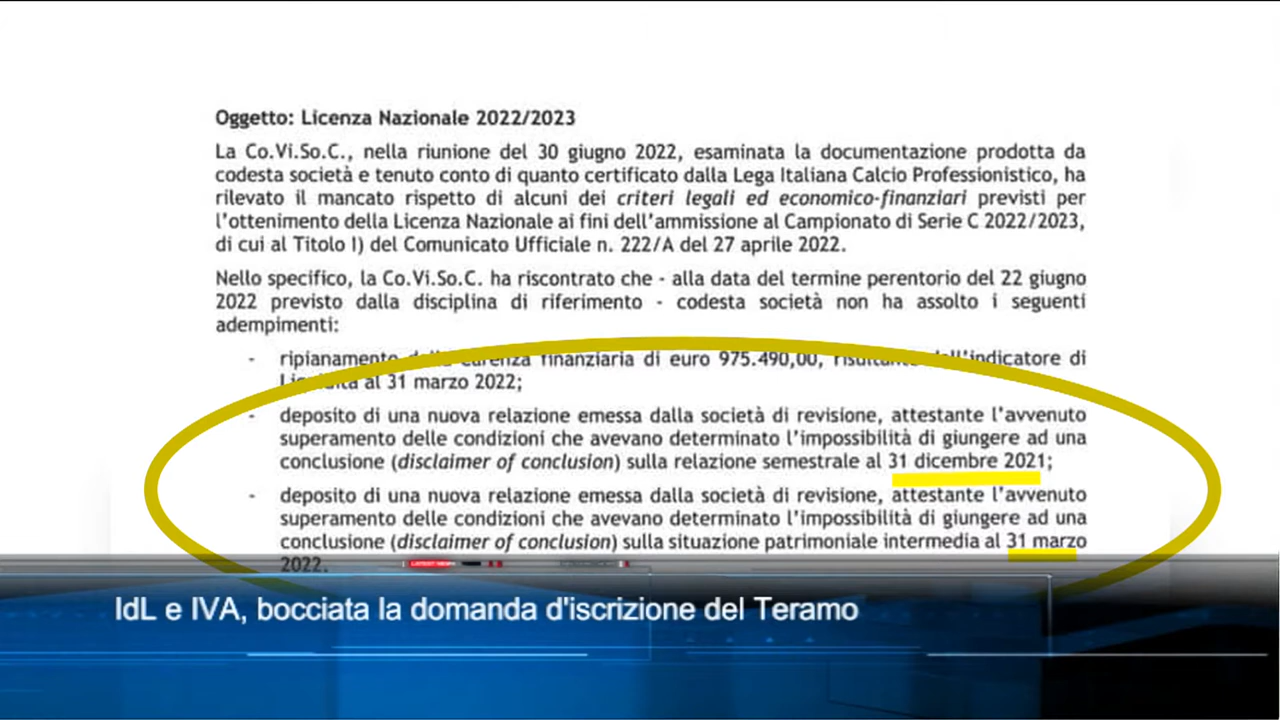 Oggetto: Licenza Nazionale 2022/2023
La Co.Vi.So.C., nella riunione del 30 giugno 2022, esaminata la documentazione prodotta da
codesta società e tenuto conto di quanto certificato dalla Lega Italiana Calcio Professionistico, ha
rilevato il mancato rispetto di alcuni dei criteri legali ed economico-finanziari previsti per
l'ottenimento della Licenza Nazionale ai fini dell'ammissione al Campionato di Serie C 2022/2023,
di cui al Titolo I) del Comunicato Ufficiale n. 222/A del 27 aprile 2022.
Nello specifico, la Co.Vi.So.C. ha riscontrato che - alla data del termine perentorio del 22 giugno
2022 previsto dalla disciplina di riferimento - codesta società non ha assolto i seguenti
adempimenti:
- ripianamento della carenza finanziaria di euro 975.490,00, risultante dall'indicatore di
Liquidità al 31 marzo 2022;
- deposito di una nuova relazione emessa dalla società di revisione, attestante l'avvenuto
superamento delle condizioni che avevano determinato l'impossibilità di giungere ad una
conclusione (disclaimer of conclusion) sulla relazione semestrale al 31 dicembre 2021;
- deposito di una nuova relazione emessa dalla società di revisione, attestante l'avvenuto
superamento delle condizioni che avevano determinato l'impossibilità di giungere ad una
conclusione (disclaimer of conclusion) sulla situazione patrimoniale intermedia al 31 marzo
2022.
LATEST NEWS
IdL e IVA, bocciata la domanda d'iscrizione del Teramo